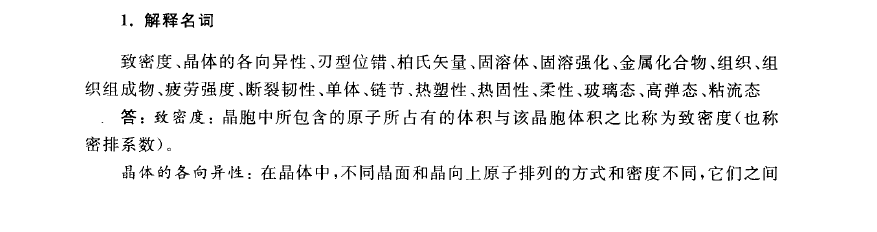 1. 解释名词
致密度、晶体的各向异性、刃型位错、柏氏矢量、固溶体、固溶强化、金属化合物、组织、组
织组成物、疲劳强度、断裂韧性、单体、链节、热塑性、热固性、柔性、玻璃态、高弹态、粘流态
答：致密度：晶胞中所包含的原子所占有的体积与该晶胞体积之比称为致密度(也称
密排系数)。
晶体的各向异性：在晶体中，不同晶面和晶向上原子排列的方式和密度不同，它们之间